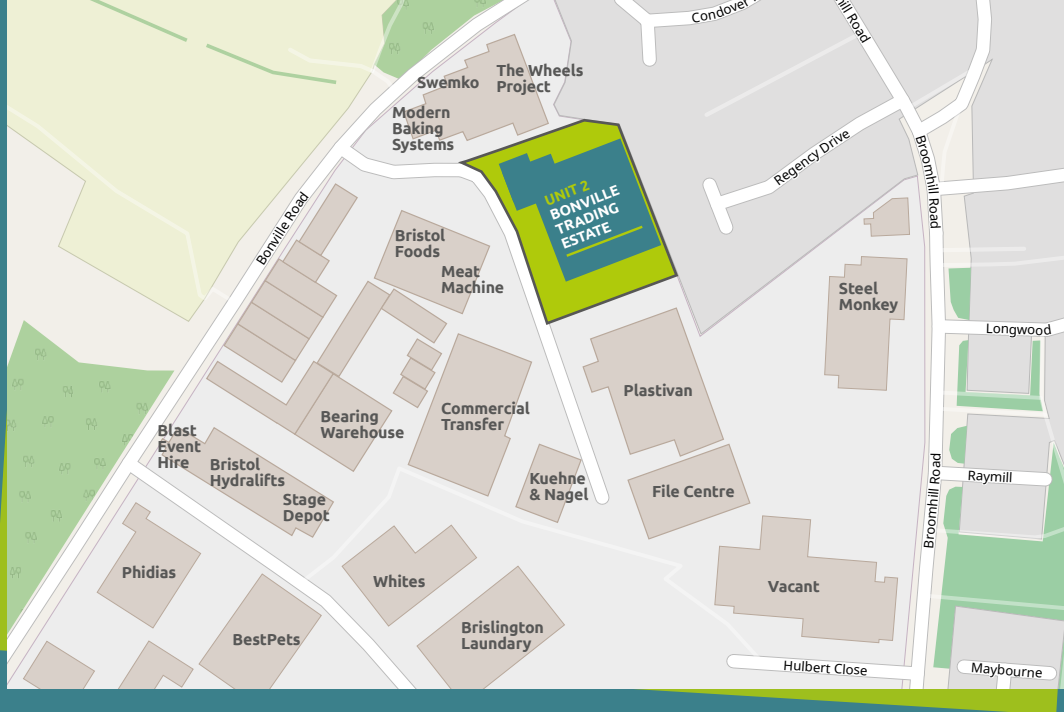 Condover
hill Road
Swemko
The Wheels
Project
Modern
Baking
Systems
Regency Drive
Broomhill Road
Bonville Road
UNIT 2
BONVILLE
TRADING
ESTATE
Bristol
Foods
Meat
Machine
Steel
Monkey
Longwood
Plastivan
Commercial
Transfer
Bearing
Warehouse
Blast
Event
Hire
Bristol
Hydralifts
Stage
Depot
Kuehne
& Nagel
File Centre
Raymill
Broomhill Road
Phidias
Whites
Vacant
BestPets
Brislington
Laundary
Hulbert Close
Maybourne